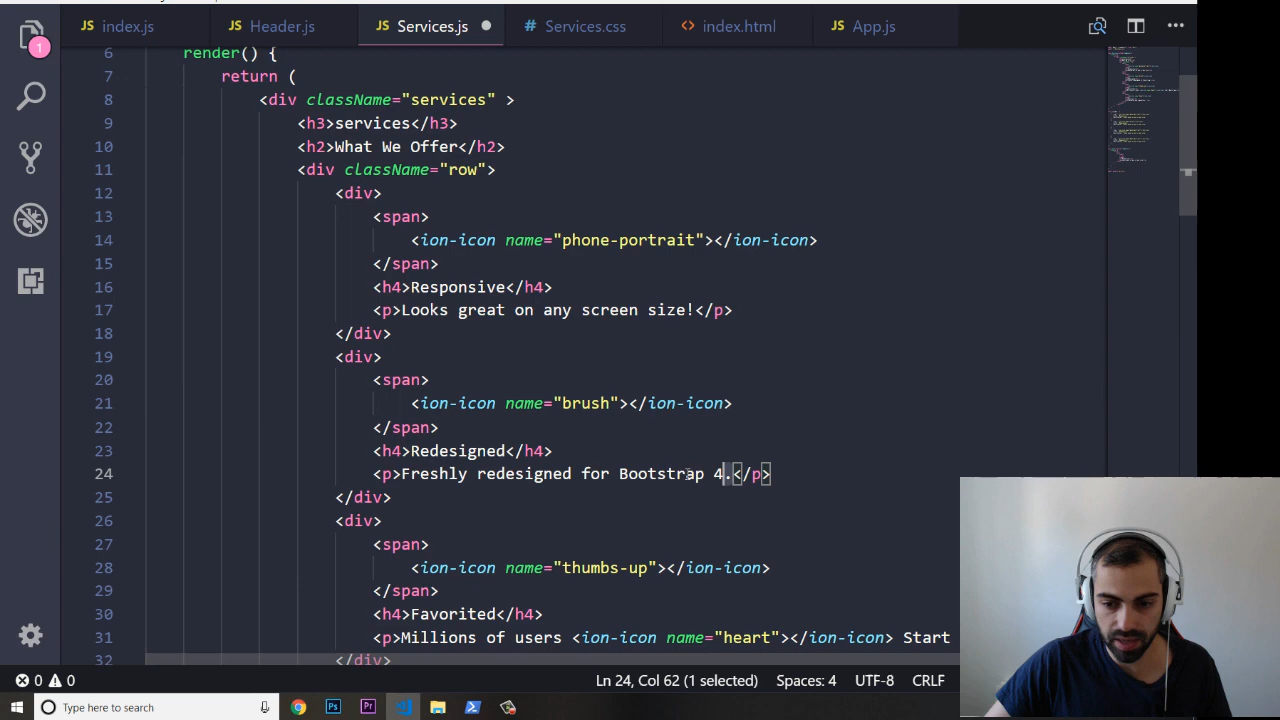 JS index.js JS Header.js JS Services.js # Services.css <> index.html JS App.js
1
6 render() {
7 return (
8 <div className="services" >
9 <h3>services</h3>
10 <h2>What We Offer</h2>
11 <div className="row">
12 <div>
13 <span>
14 <ion-icon name="phone-portrait"></ion-icon>
15 </span>
16 <h4>Responsive</h4>
17 <p>Looks great on any screen size!</p>
18 </div>
19 <div>
20 <span>
21 <ion-icon name="brush"></ion-icon>
22 </span>
23 <h4>Redesigned</h4>
24 <p>Freshly redesigned for Bootstrap 4.</p>
25 </div>
26 <div>
27 <span>
28 <ion-icon name="thumbs-up"></ion-icon>
29 </span>
30 <h4>Favorited</h4>
31 <p>Millions of users <ion-icon name="heart"></ion-icon> Start
32 </div>
0 0 Ln 24, Col 62 (1 selected) Spaces: 4 UTF-8 CRLF
Type here to search Ps Pr